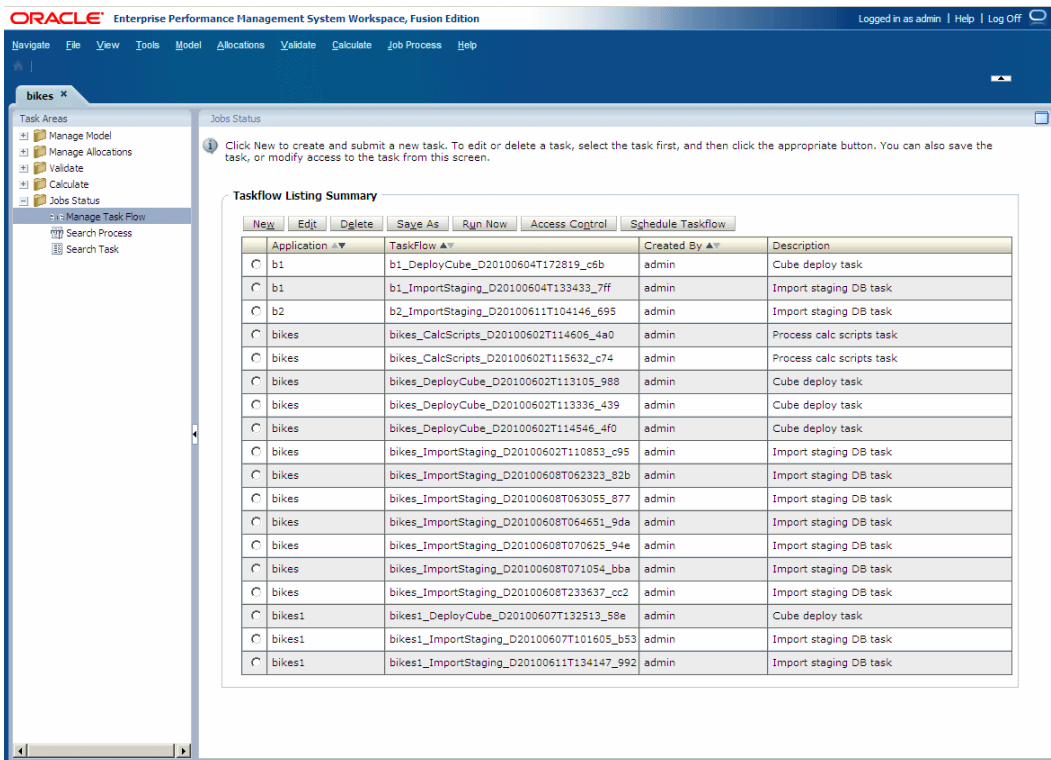 ORACLE® Enterprise Performance Management System Workspace, Fusion Edition
Logged in as admin | Help | Log Off
Navigate File View Tools Model Allocations Validate Calculate Job Process Help
bikes ×
Task Areas
Manage Model
Manage Allocations
Validate
Calculate
Jobs Status
Manage Task Flow
Search Process
Search Task
Jobs Status
Click New to create and submit a new task. To edit or delete a task, select the task first, and then click the appropriate button. You can also save the
task, or modify access to the task from this screen.
Taskflow Listing Summary
New Edit Delete Save As Run Now Access Control Schedule Taskflow
Application TaskFlow Created By Description
b1 b1_DeployCube_D20100604T172819_c6b admin Cube deploy task
b1 b1_ImportStaging_D20100604T133433_7ff admin Import staging DB task
b2 b2_ImportStaging_D20100611T104146_695 admin Import staging DB task
bikes bikes_CalcScripts_D20100602T114606_4a0 admin Process calc scripts task
bikes bikes_CalcScripts_D20100602T115632_c74 admin Process calc scripts task
bikes bikes_DeployCube_D20100602T113105_988 admin Cube deploy task
bikes bikes_DeployCube_D20100602T113336_439 admin Cube deploy task
bikes bikes_DeployCube_D20100602T114546_4f0 admin Cube deploy task
bikes bikes_ImportStaging_D20100602T110853_c95 admin Import staging DB task
bikes bikes_ImportStaging_D20100608T062323_82b admin Import staging DB task
bikes bikes_ImportStaging_D20100608T063055_877 admin Import staging DB task
bikes bikes_ImportStaging_D20100608T064651_9da admin Import staging DB task
bikes bikes_ImportStaging_D20100608T070625_94e admin Import staging DB task
bikes bikes_ImportStaging_D20100608T071054_bba admin Import staging DB task
bikes bikes_ImportStaging_D20100608T233637_cc2 admin Import staging DB task
bikes1 bikes1_DeployCube_D20100607T132513_58e admin Cube deploy task
bikes1 bikes1_ImportStaging_D20100607T101605_b53 admin Import staging DB task
bikes1 bikes1_ImportStaging_D20100611T134147_992 admin Import staging DB task